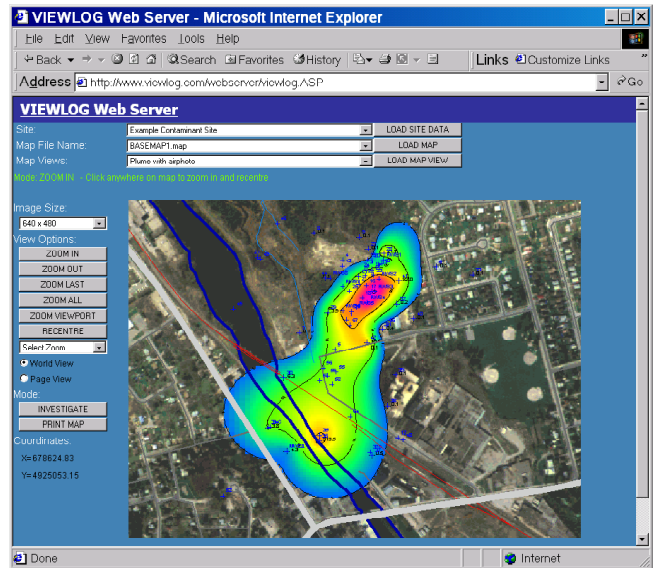 VIEWLOG Web Server - Microsoft Internet Explorer
File Edit View Favorites Tools Help
Back Search Favorites History Links Customize Links
Address http://www.viewlog.com/webserver/viewlog.ASP Go
VIEWLOG Web Server
Site: Example Contaminant Site LOAD SITE DATA
Map File Name: BASEMAP1.map LOAD MAP
Map Views: Plume with airphoto LOAD MAP VIEW
Mode: ZOOM IN - Click anywhere on map to zoom in and recentre
Image Size:
640 x 480
View Options:
ZOOM IN
ZOOM OUT
ZOOM LAST
ZOOM ALL
ZOOM VIEWPORT
RECENTRE
Select Zoom
World View
Page View
Mode:
INVESTIGATE
PRINT MAP
Coordinates:
X=678624.83
Y=4925053.15
Done Internet